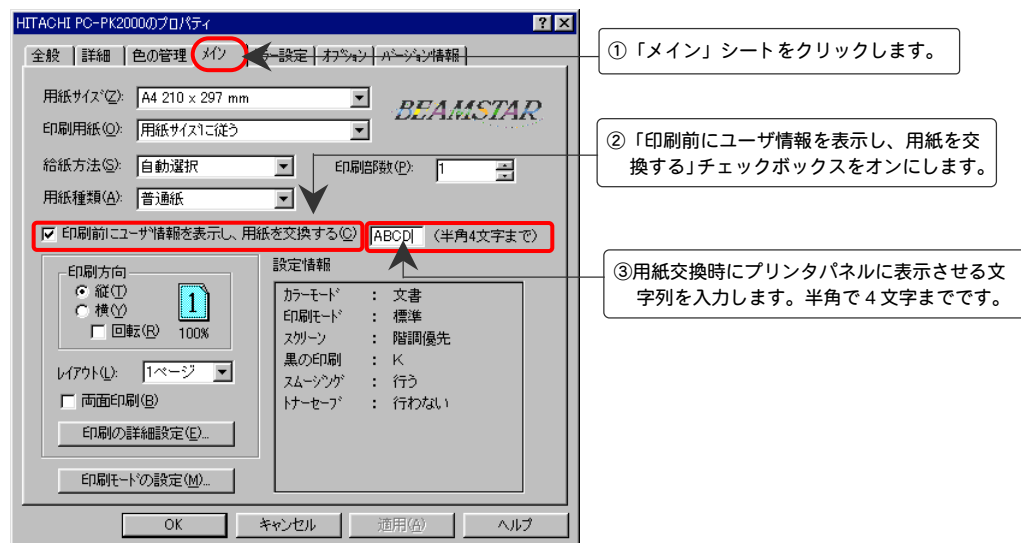 HITACHI PC-PK2000のプロパティ
全般 詳細 色の管理 メイン ラー設定 オプション バージョン情報
用紙サイズ(Z): A4 210 x 297 mm
BEAMSTAR
印刷用紙(O): 用紙サイズに従う
給紙方法(S): 自動選択 印刷部数(P): 1
用紙種類(A): 普通紙
印刷前にユーザ情報を表示し、用紙を交換する(C) ABCD (半角4文字まで)
印刷方向
縦(T)
横(Y)
回転(R)
1
100%
レイアウト(L): 1ページ
両面印刷(B)
印刷の詳細設定(E)...
印刷モードの設定(M)...
設定情報
カラーモード : 文書
印刷モード : 標準
スクリーン : 階調優先
黒の印刷 : K
スムージング : 行う
トナーセーブ : 行わない
OK キャンセル 適用(A) ヘルプ
①「メイン」シートをクリックします。
②「印刷前にユーザ情報を表示し、用紙を交
換する」チェックボックスをオンにします。
③用紙交換時にプリンタパネルに表示させる文
字列を入力します。半角で 4 文字までです。